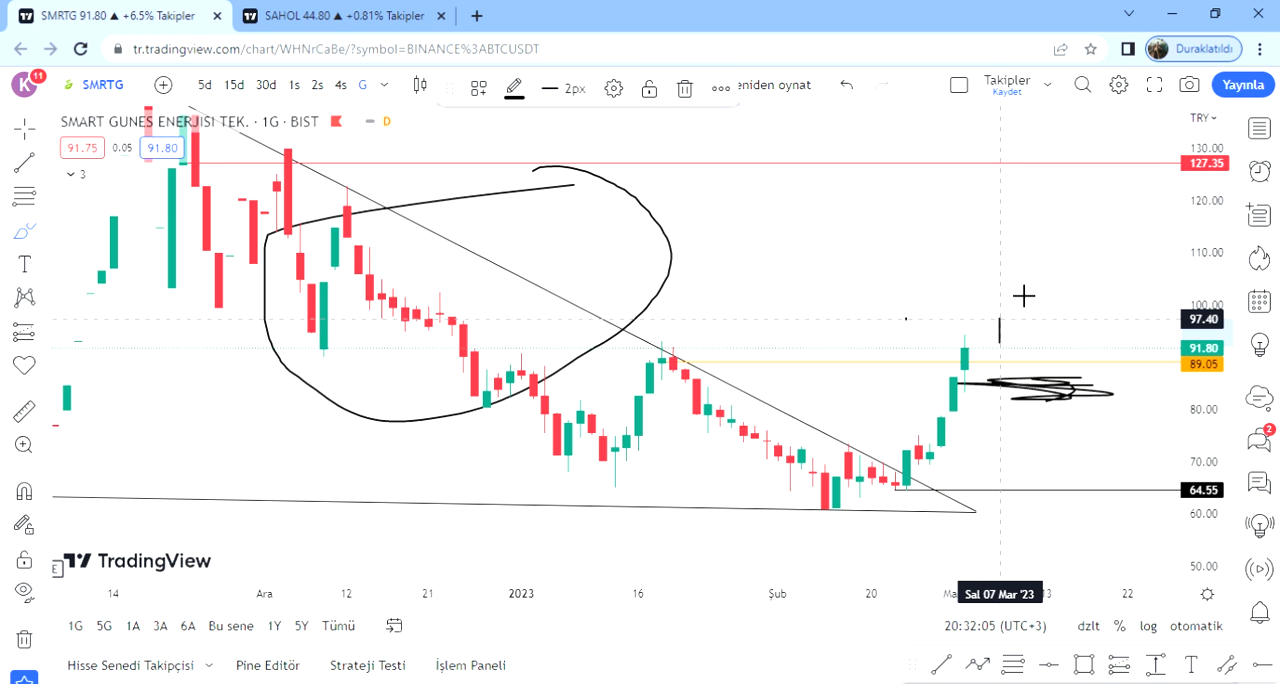 SMRTG 91.80 ▲ +6.5% Takipler
SAHOL 44.80 ▲ +0.81% Takipler
tr.tradingview.com/chart/WHNrCaBe/?symbol=BINANCE%3ABTCUSDT
Duraklatıldı
K 11 SMRTG 5d 15d 30d 1s 2s 4s G 2px eniden oynat Takipler Yayınla
Kaydet
SMART GUNES ENERJISI TEK. · 1G · BIST D TRY
91.75 0.05 91.80
3
130.00
127.35
120.00
110.00
100.00
97.40
91.80
89.05
80.00
2
70.00
64.55
60.00
50.00
E TradingView
14 Ara 12 21 2023 16 Şub 20 Ma Sal 07 Mar '23 13 22
1G 5G 1A 3A 6A Bu sene 1Y 5Y Tümü 20:32:05 (UTC+3) dzlt % log otomatik
Hisse Senedi Takipçisi Pine Editör Strateji Testi İşlem Paneli